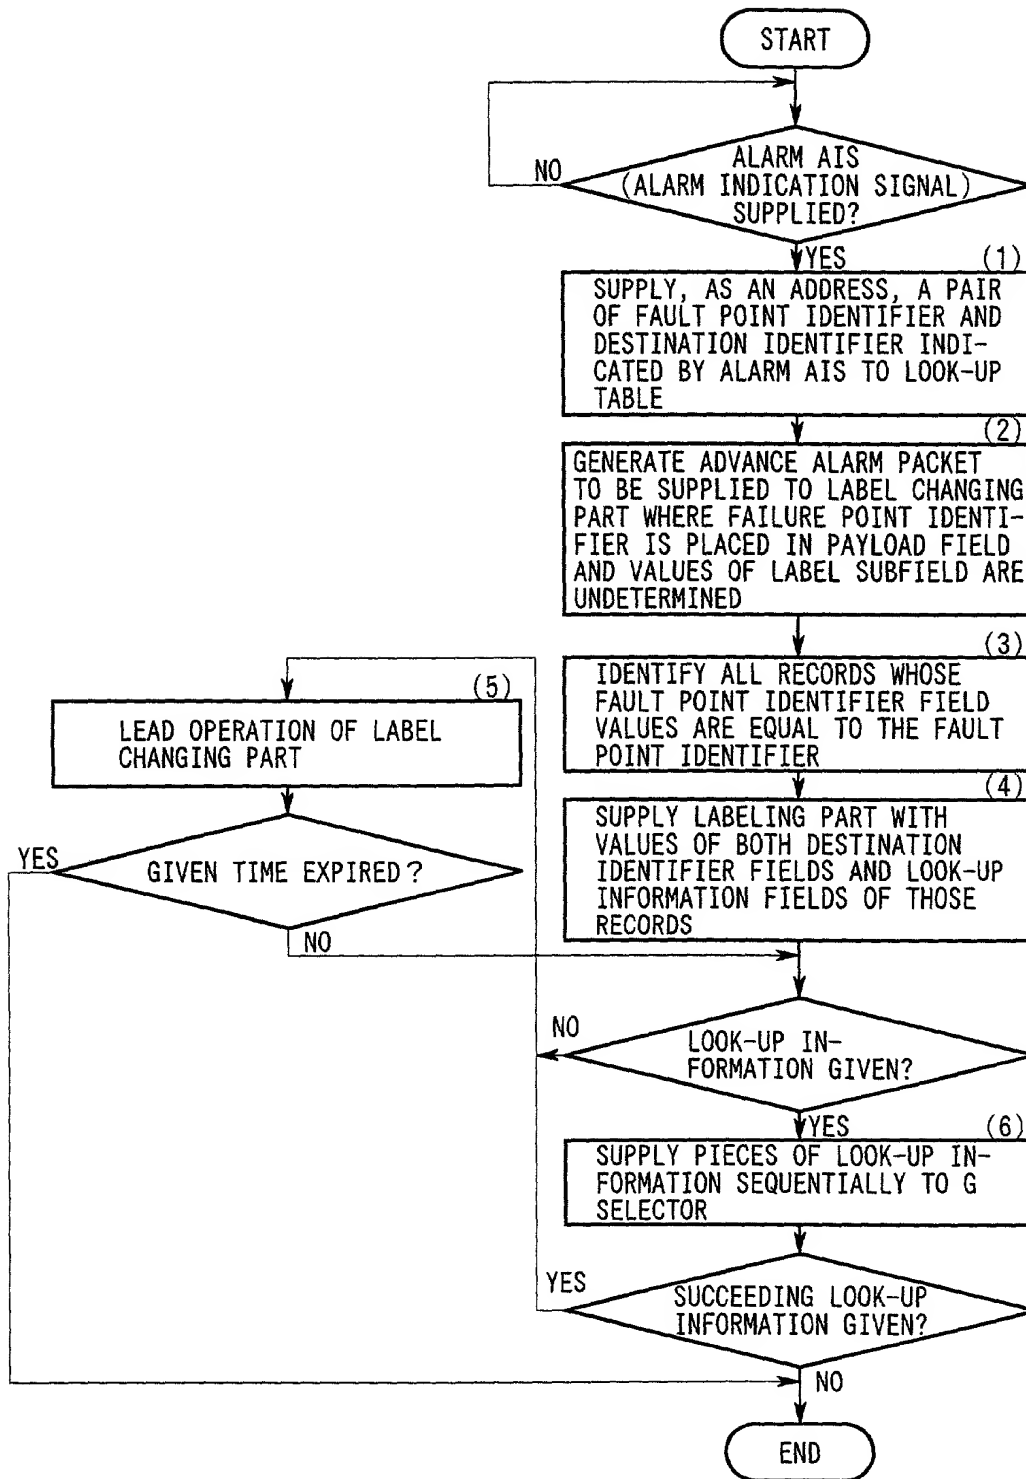 START
ALARM AIS
(ALARM INDICATION SIGNAL)
SUPPLIED?
NO
YES
(1)
SUPPLY, AS AN ADDRESS, A PAIR
OF FAULT POINT IDENTIFIER AND
DESTINATION IDENTIFIER INDI-
CATED BY ALARM AIS TO LOOK-UP
TABLE
(2)
GENERATE ADVANCE ALARM PACKET
TO BE SUPPLIED TO LABEL CHANGING
PART WHERE FAILURE POINT IDENTI-
FIER IS PLACED IN PAYLOAD FIELD
AND VALUES OF LABEL SUBFIELD ARE
UNDETERMINED
(3)
IDENTIFY ALL RECORDS WHOSE
FAULT POINT IDENTIFIER FIELD
VALUES ARE EQUAL TO THE FAULT
POINT IDENTIFIER
(4)
SUPPLY LABELING PART WITH
VALUES OF BOTH DESTINATION
IDENTIFIER FIELDS AND LOOK-UP
INFORMATION FIELDS OF THOSE
RECORDS
(5)
LEAD OPERATION OF LABEL
CHANGING PART
YES
GIVEN TIME EXPIRED?
NO
NO
LOOK-UP IN-
FORMATION GIVEN?
YES
(6)
SUPPLY PIECES OF LOOK-UP IN-
FORMATION SEQUENTIALLY TO G
SELECTOR
YES
SUCCEEDING LOOK-UP
INFORMATION GIVEN?
NO
END